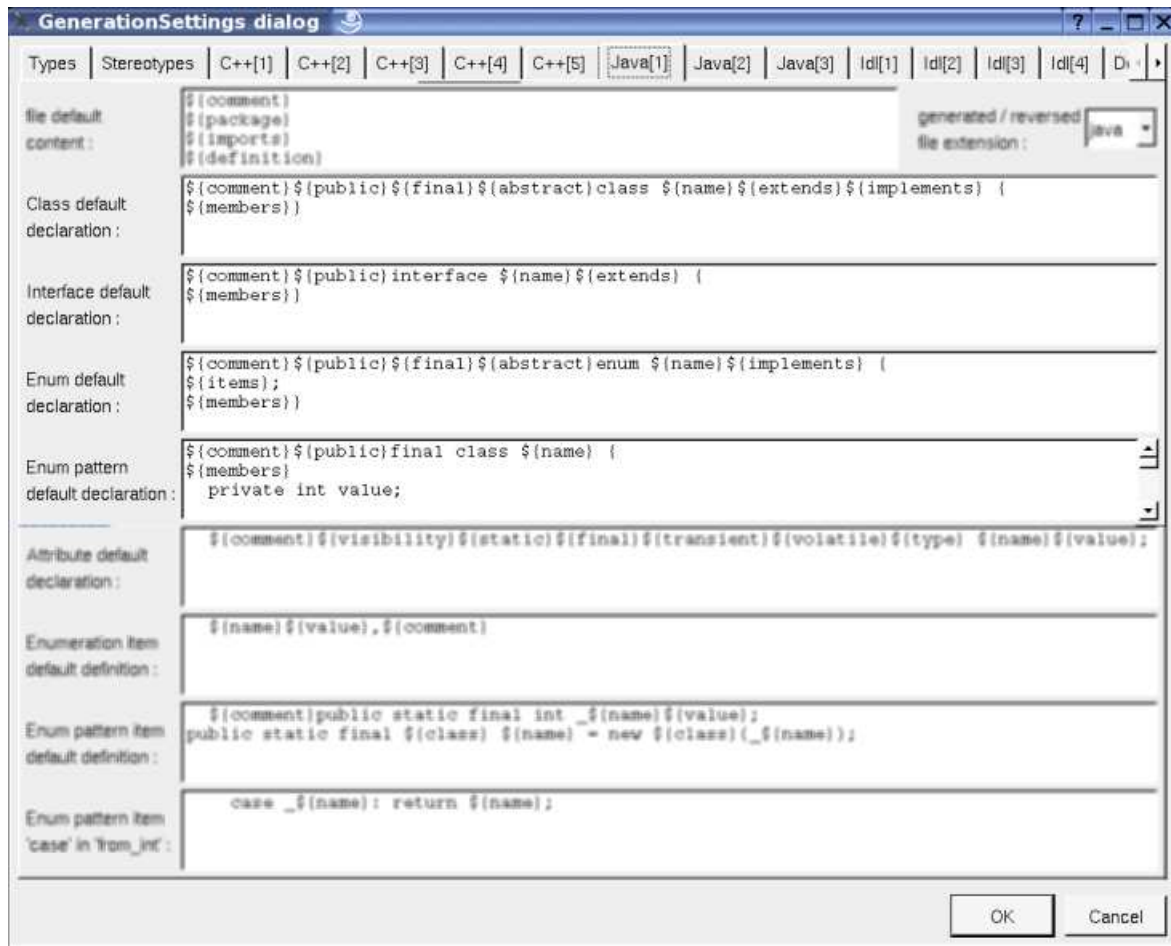 GenerationSettings dialog
Types Stereotypes C++[1] C++[2] C++[3] C++[4] C++[5] Java[1] Java[2] Java[3] Idl[1] Idl[2] Idl[3] Idl[4]
file default
content :
${comment}
${package}
${imports}
${definition}
generated / reversed
file extension :
java
Class default
declaration :
${comment}${public}${final}${abstract}class ${name}${extends}${implements} {
${members}}
Interface default
declaration :
${comment}${public}interface ${name}${extends} {
${members}}
Enum default
declaration :
${comment}${public}${final}${abstract}enum ${name}${implements} {
${items};
${members}}
Enum pattern
default declaration :
${comment}${public}final class ${name} {
${members}
private int value;
Attribute default
declaration :
${comment}${visibility}${static}${final}${transient}${volatile}${type} ${name}${value};
Enumeration item
default definition :
${name}${value},${comment}
Enum pattern item
default definition :
${comment}public static final int _${name}${value};
public static final ${class} ${name} = new ${class}(_${name});
Enum pattern item
'case' in 'from_int' :
case _${name}: return ${name};
OK Cancel